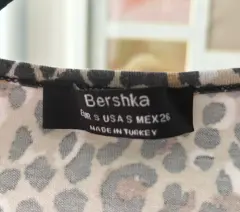 Bershka
EUR S USA S MEX 26
MADE IN TURKEY